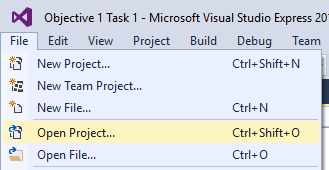 Objective 1 Task 1 - Microsoft Visual Studio Express
File Edit View Project Build Debug Team
New Project... Ctrl+Shift+N
New Team Project...
New File... Ctrl+N
Open Project... Ctrl+Shift+O
Open File... Ctrl+O